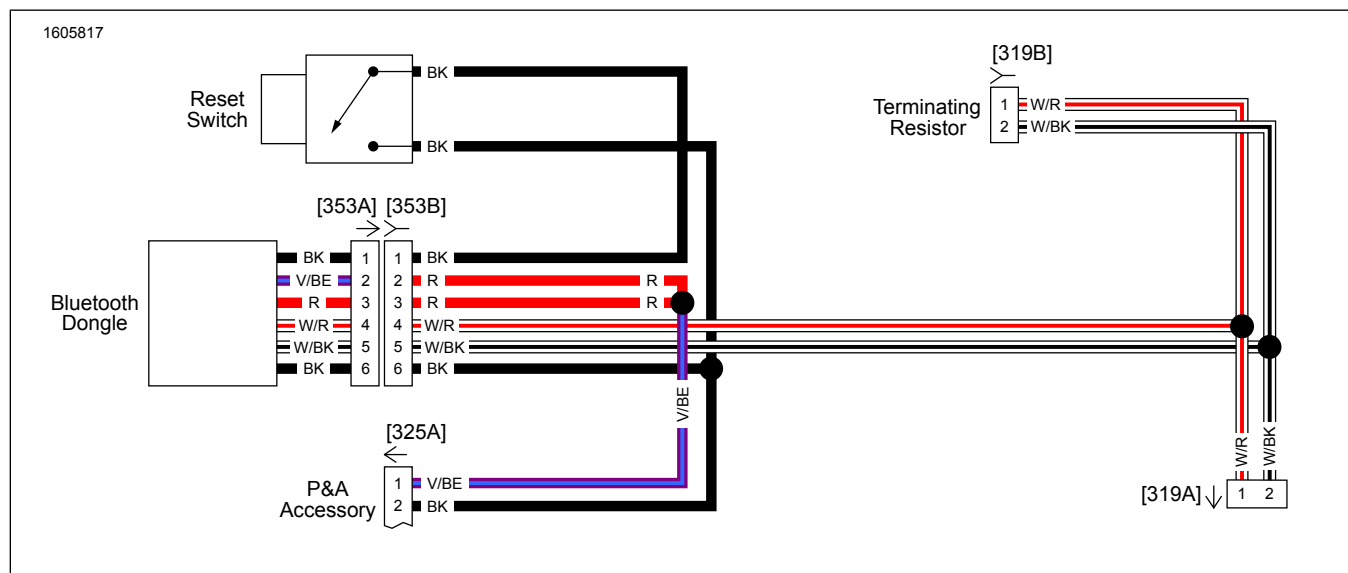 1605817
Reset
Switch
BK
BK
[319B]
Terminating
Resistor
1 W/R
2 W/BK
[353A] [353B]
Bluetooth
Dongle
BK 1 1 BK
V/BE 2 2 R R
R 3 3 R R
W/R 4 4 W/R
W/BK 5 5 W/BK
BK 6 6 BK
V/BE
[325A]
P&A
Accessory
1 V/BE
2 BK
W/R
W/BK
[319A] 1 2